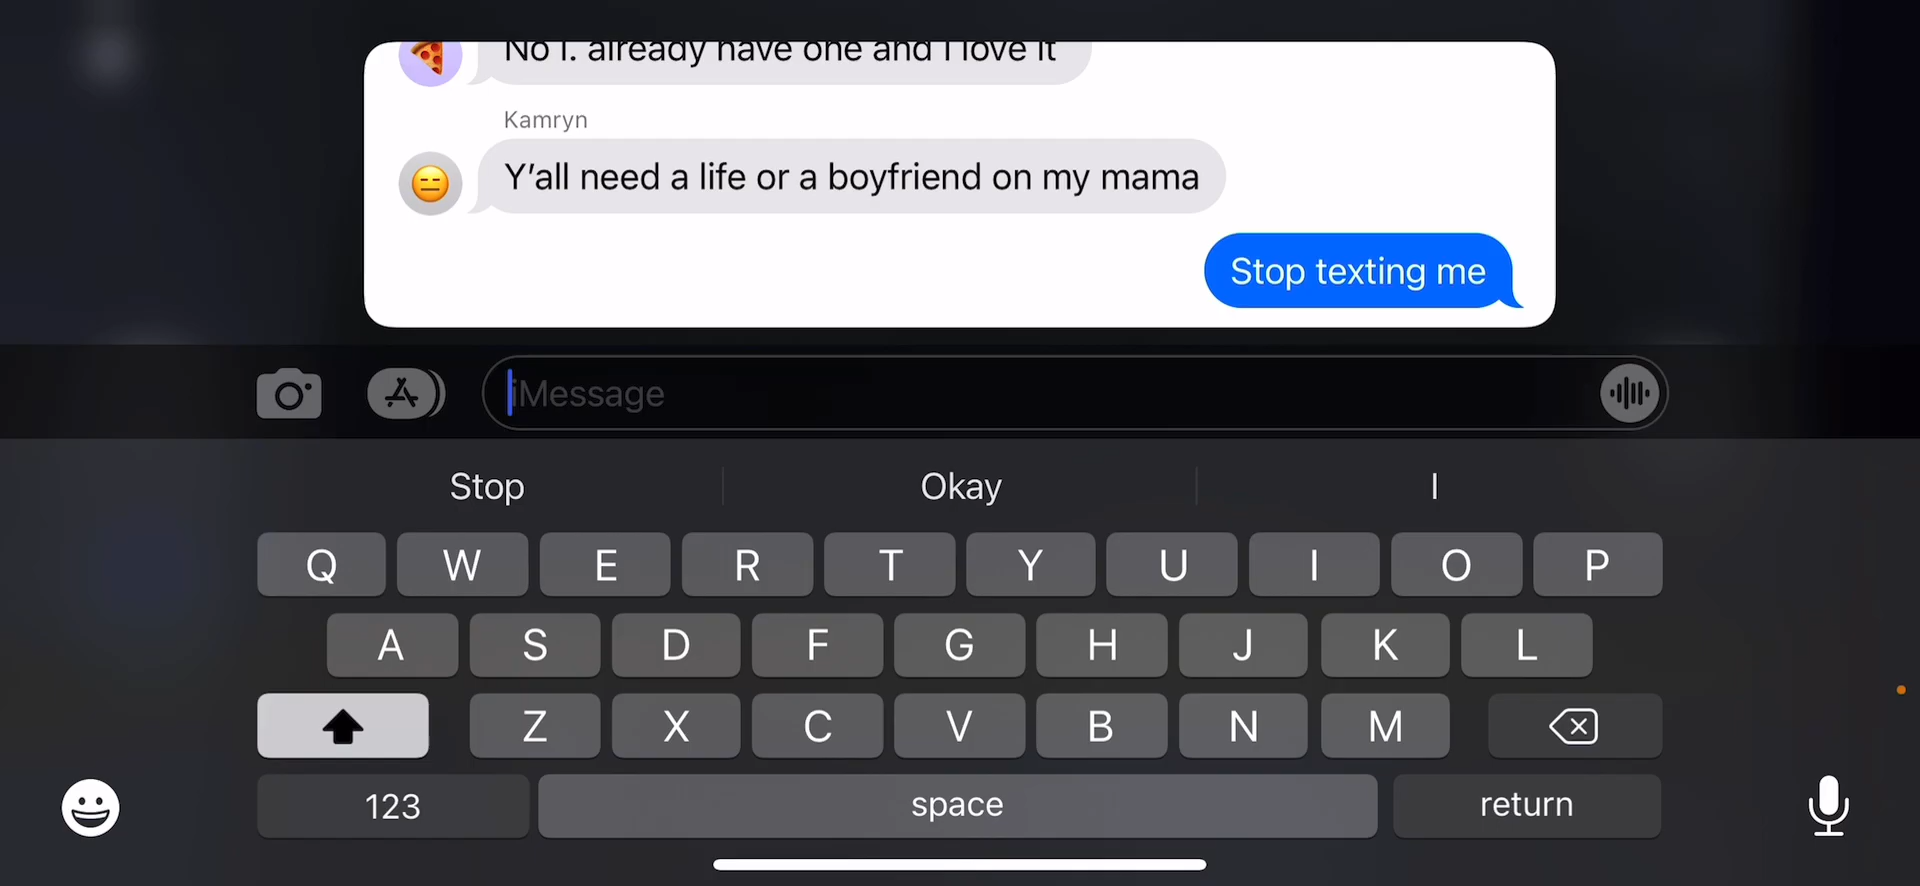 No I. already have one and I love it
Kamryn
Y’all need a life or a boyfriend on my mama
Stop texting me
iMessage
Stop Okay I
Q W E R T Y U I O P
A S D F G H J K L
Z X C V B N M
123 space return